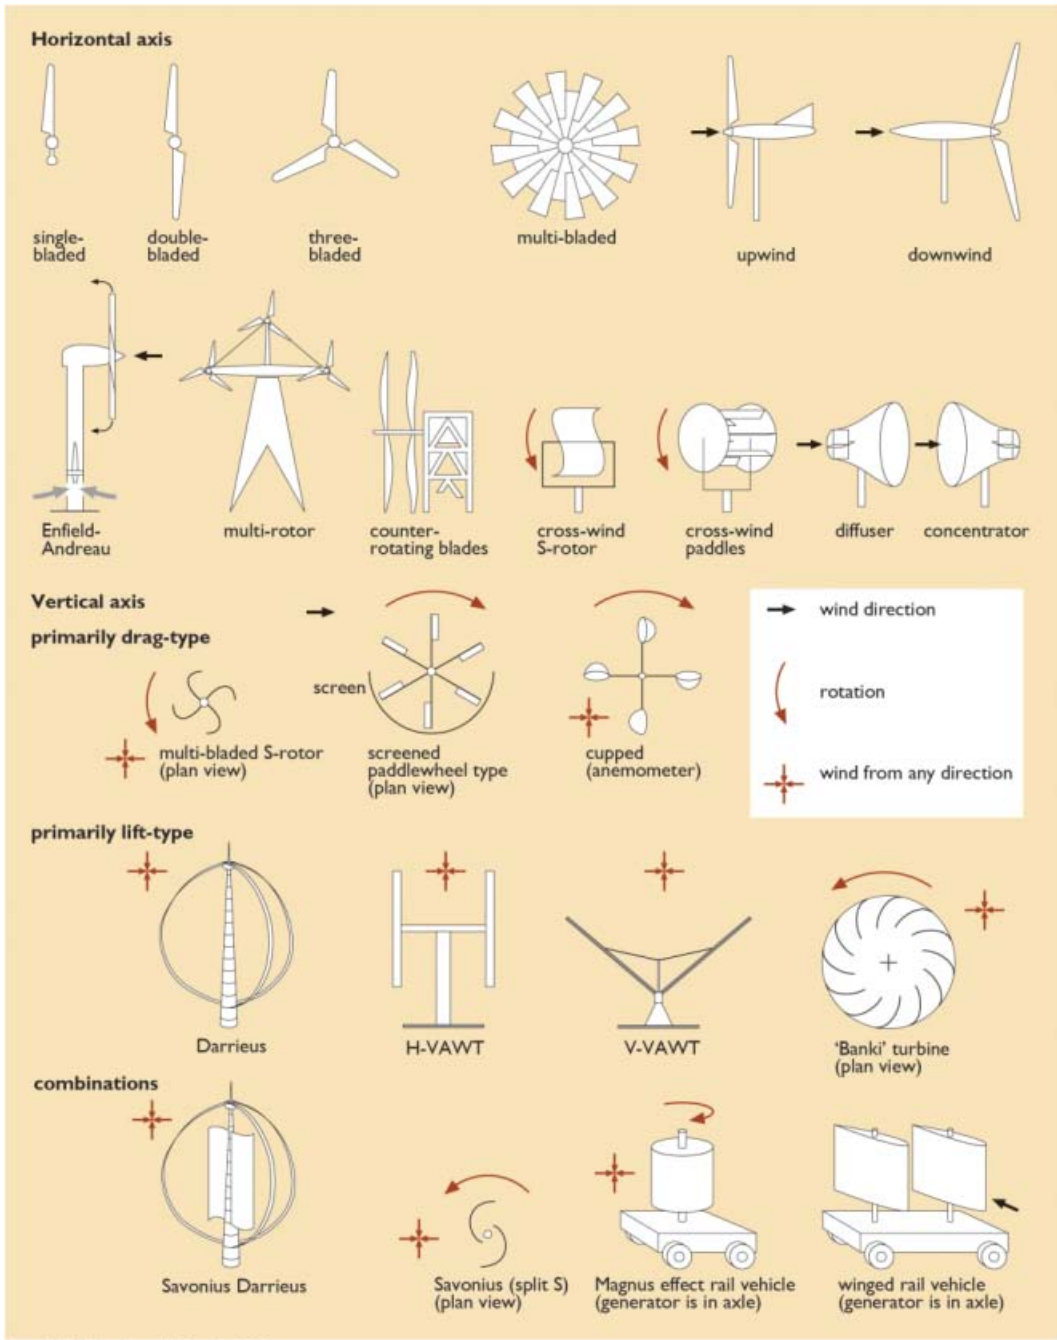 Horizontal axis
single-
bladed
double-
bladed
three-
bladed
multi-bladed
upwind
downwind
Enfield-
Andreau
multi-rotor
counter-
rotating blades
cross-wind
S-rotor
cross-wind
paddles
diffuser
concentrator
Vertical axis
primarily drag-type
screen
multi-bladed S-rotor
(plan view)
screened
paddlewheel type
(plan view)
cupped
(anemometer)
wind direction
rotation
wind from any direction
primarily lift-type
Darrieus
H-VAWT
V-VAWT
'Banki' turbine
(plan view)
combinations
Savonius Darrieus
Savonius (split S)
(plan view)
Magnus effect rail vehicle
(generator is in axle)
winged rail vehicle
(generator is in axle)